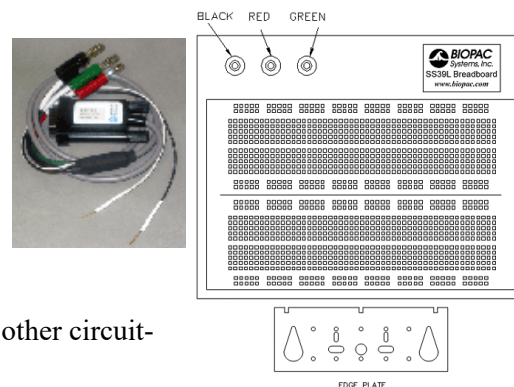 BLACK RED GREEN
BIOPAC
Systems, Inc.
SS39L Breadboard
www.biopac.com
other circuit-
EDGE PLATE